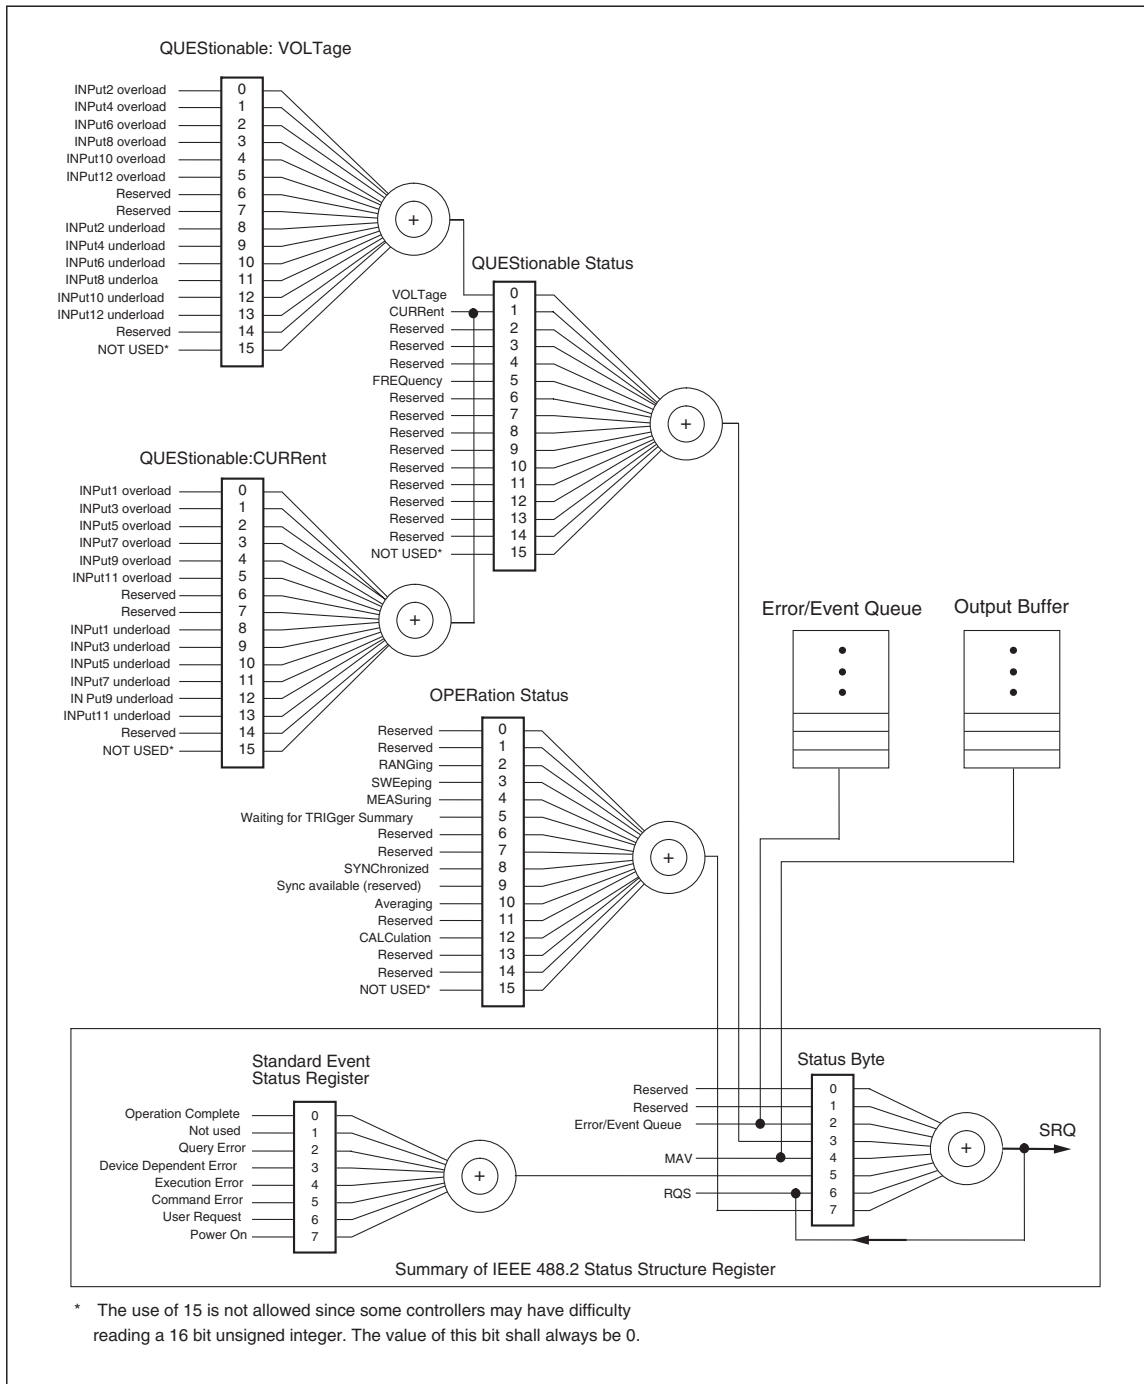 QUEStionable: VOLTage
INPut2 overload 0
INPut4 overload 1
INPut6 overload 2
INPut8 overload 3
INPut10 overload 4
INPut12 overload 5
Reserved 6
Reserved 7
INPut2 underload 8
INPut4 underload 9
INPut6 underload 10
INPut8 underloa 11
INPut10 underload 12
INPut12 underload 13
Reserved 14
NOT USED* 15
+
QUEStionable Status
VOLTage 0
CURRent 1
Reserved 2
Reserved 3
Reserved 4
FREQuency 5
Reserved 6
Reserved 7
Reserved 8
Reserved 9
Reserved 10
Reserved 11
Reserved 12
Reserved 13
Reserved 14
NOT USED* 15
+
QUEStionable:CURRent
INPut1 overload 0
INPut3 overload 1
INPut5 overload 2
INPut7 overload 3
INPut9 overload 4
INPut11 overload 5
Reserved 6
Reserved 7
INPut1 underload 8
INPut3 underload 9
INPut5 underload 10
INPut7 underload 11
IN Put9 underload 12
INPut11 underload 13
Reserved 14
NOT USED* 15
+
Error/Event Queue
Output Buffer
OPERation Status
Reserved 0
Reserved 1
RANGing 2
SWEeping 3
MEASuring 4
Waiting for TRIGger Summary 5
Reserved 6
Reserved 7
SYNChronized 8
Sync available (reserved) 9
Averaging 10
Reserved 11
CALCulation 12
Reserved 13
Reserved 14
NOT USED* 15
+
Standard Event
Status Register
Operation Complete 0
Not used 1
Query Error 2
Device Dependent Error 3
Execution Error 4
Command Error 5
User Request 6
Power On 7
+
Status Byte
Reserved 0
Reserved 1
Error/Event Queue 2
3
MAV 4
5
RQS 6
7
+
SRQ
Summary of IEEE 488.2 Status Structure Register
* The use of 15 is not allowed since some controllers may have difficulty
reading a 16 bit unsigned integer. The value of this bit shall always be 0.